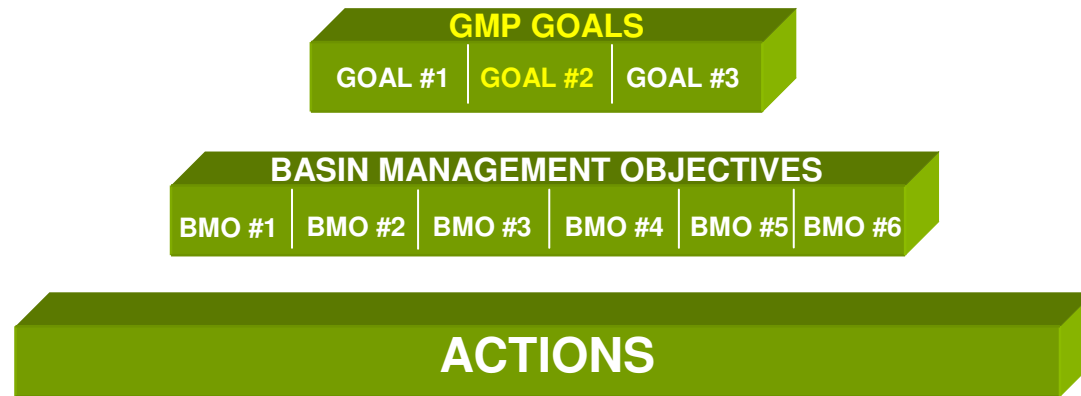 GMP GOALS
GOAL #1 GOAL #2 GOAL #3
BASIN MANAGEMENT OBJECTIVES
BMO #1 BMO #2 BMO #3 BMO #4 BMO #5 BMO #6
ACTIONS